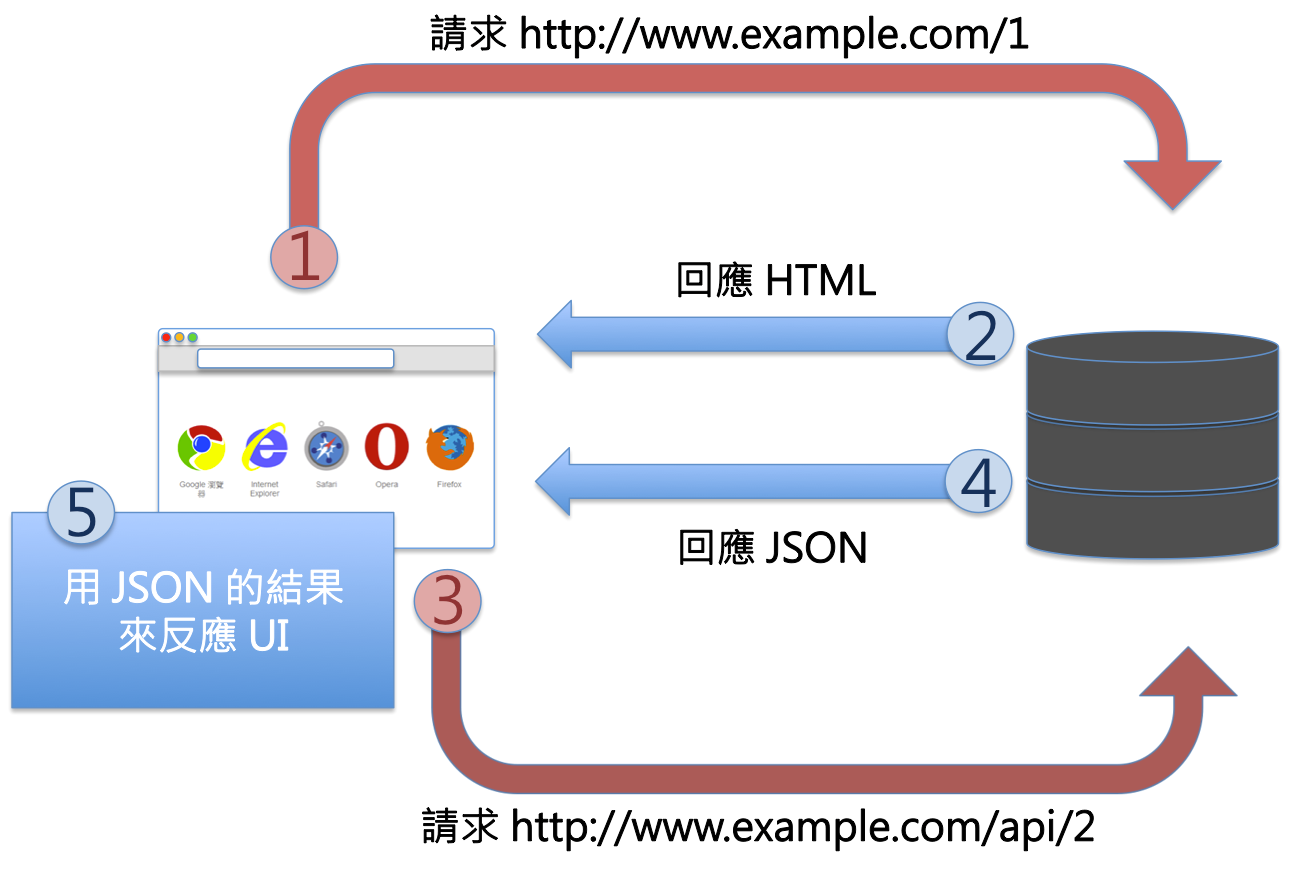 請求 http://www.example.com/1
1
回應 HTML
2
Google 瀏覽
器
Internet
Explorer
Safari
Opera
Firefox
4
回應 JSON
5
用 JSON 的結果
來反應 UI
3
請求 http://www.example.com/api/2